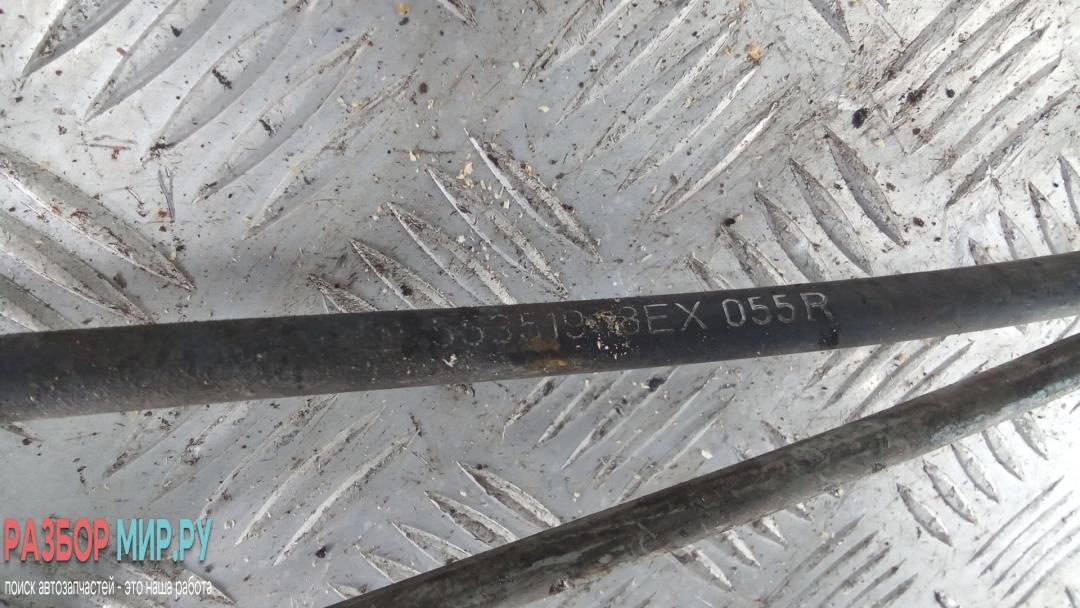 055R
РАЗБОР МИР.РУ
поиск автозапчастей - это наша работа